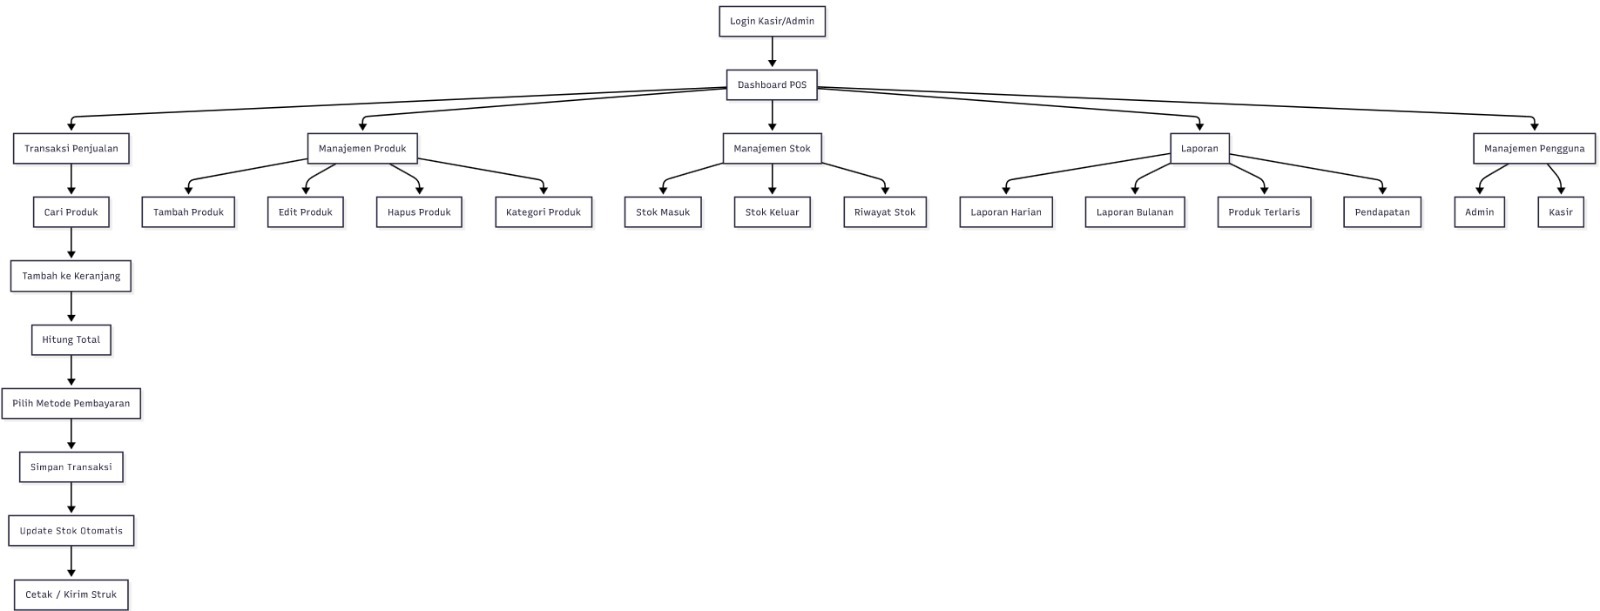 Login Kasir/Admin
Dashboard POS
Transaksi Penjualan
Manajemen Produk
Manajemen Stok
Laporan
Manajemen Pengguna
Cari Produk
Tambah Produk
Edit Produk
Hapus Produk
Kategori Produk
Stok Masuk
Stok Keluar
Riwayat Stok
Laporan Harian
Laporan Bulanan
Produk Terlaris
Pendapatan
Admin
Kasir
Tambah ke Keranjang
Hitung Total
Pilih Metode Pembayaran
Simpan Transaksi
Update Stok Otomatis
Cetak / Kirim Struk